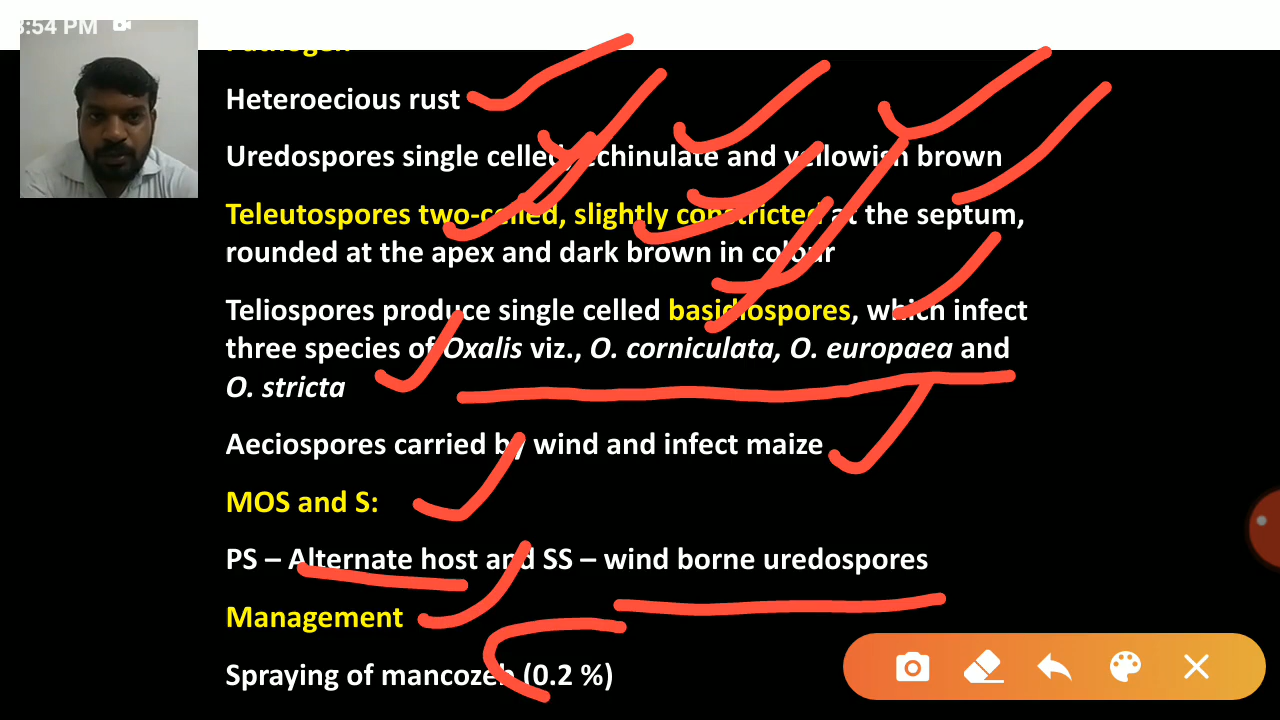 :54 PM
Pathogen
Heteroecious rust
Uredospores single celled, echinulate and yellowish brown
Teleutospores two-celled, slightly constricted at the septum,
rounded at the apex and dark brown in colour
Teliospores produce single celled basidiospores, which infect
three species of Oxalis viz., O. corniculata, O. europaea and
O. stricta
Aeciospores carried by wind and infect maize
MOS and S:
PS – Alternate host and SS – wind borne uredospores
Management
Spraying of mancozeb (0.2 %)